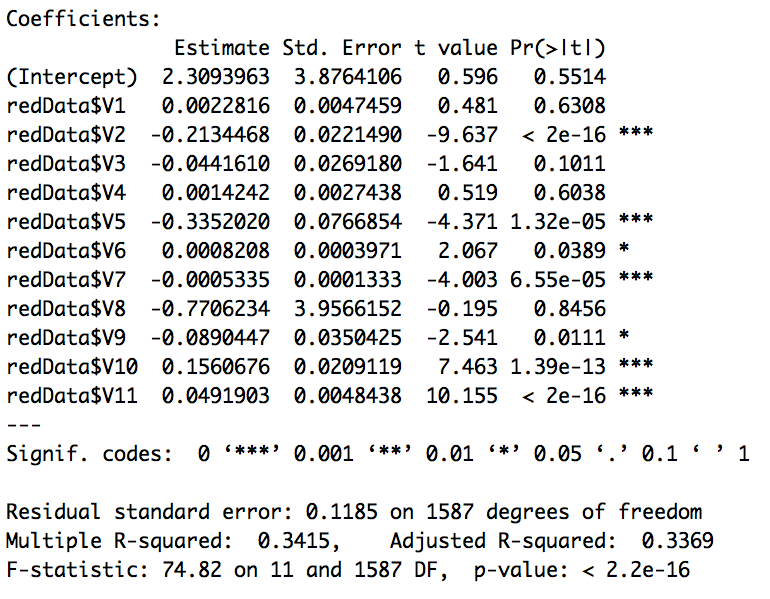 Coefficients:
              Estimate Std. Error t value Pr(>|t|)
(Intercept)  2.3093963  3.8764106   0.596   0.5514
redData$V1   0.0022816  0.0047459   0.481   0.6308
redData$V2  -0.2134468  0.0221490  -9.637  < 2e-16 ***
redData$V3  -0.0441610  0.0269180  -1.641   0.1011
redData$V4   0.0014242  0.0027438   0.519   0.6038
redData$V5  -0.3352020  0.0766854  -4.371 1.32e-05 ***
redData$V6   0.0008208  0.0003971   2.067   0.0389 *
redData$V7  -0.0005335  0.0001333  -4.003 6.55e-05 ***
redData$V8  -0.7706234  3.9566152  -0.195   0.8456
redData$V9  -0.0890447  0.0350425  -2.541   0.0111 *
redData$V10  0.1560676  0.0209119   7.463 1.39e-13 ***
redData$V11  0.0491903  0.0048438  10.155  < 2e-16 ***
---
Signif. codes:  0 ‘***’ 0.001 ‘**’ 0.01 ‘*’ 0.05 ‘.’ 0.1 ‘ ’ 1
Residual standard error: 0.1185 on 1587 degrees of freedom
Multiple R-squared:  0.3415,    Adjusted R-squared:  0.3369
F-statistic: 74.82 on 11 and 1587 DF,  p-value: < 2.2e-16